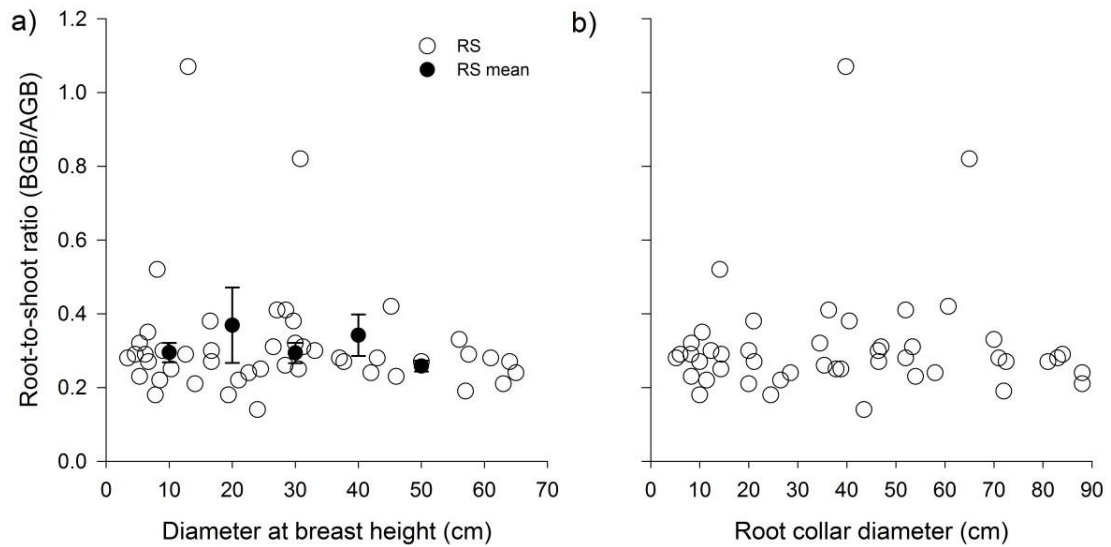 a)
RS
RS mean
Root-to-shoot ratio (BGB/AGB)
1.2
1.0
0.8
0.6
0.4
0.2
0.0
0 10 20 30 40 50 60 70
Diameter at breast height (cm)
b)
0 10 20 30 40 50 60 70 80 90
Root collar diameter (cm)